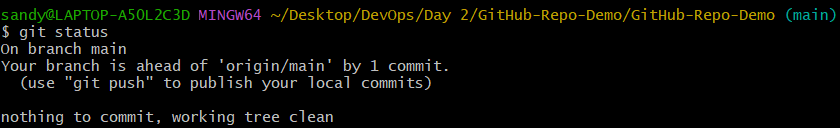 sandy@LAPTOP-A5OL2C3D MINGW64 ~/Desktop/DevOps/Day 2/GitHub-Repo-Demo/GitHub-Repo-Demo (main)
$ git status
On branch main
Your branch is ahead of 'origin/main' by 1 commit.
  (use "git push" to publish your local commits)

nothing to commit, working tree clean